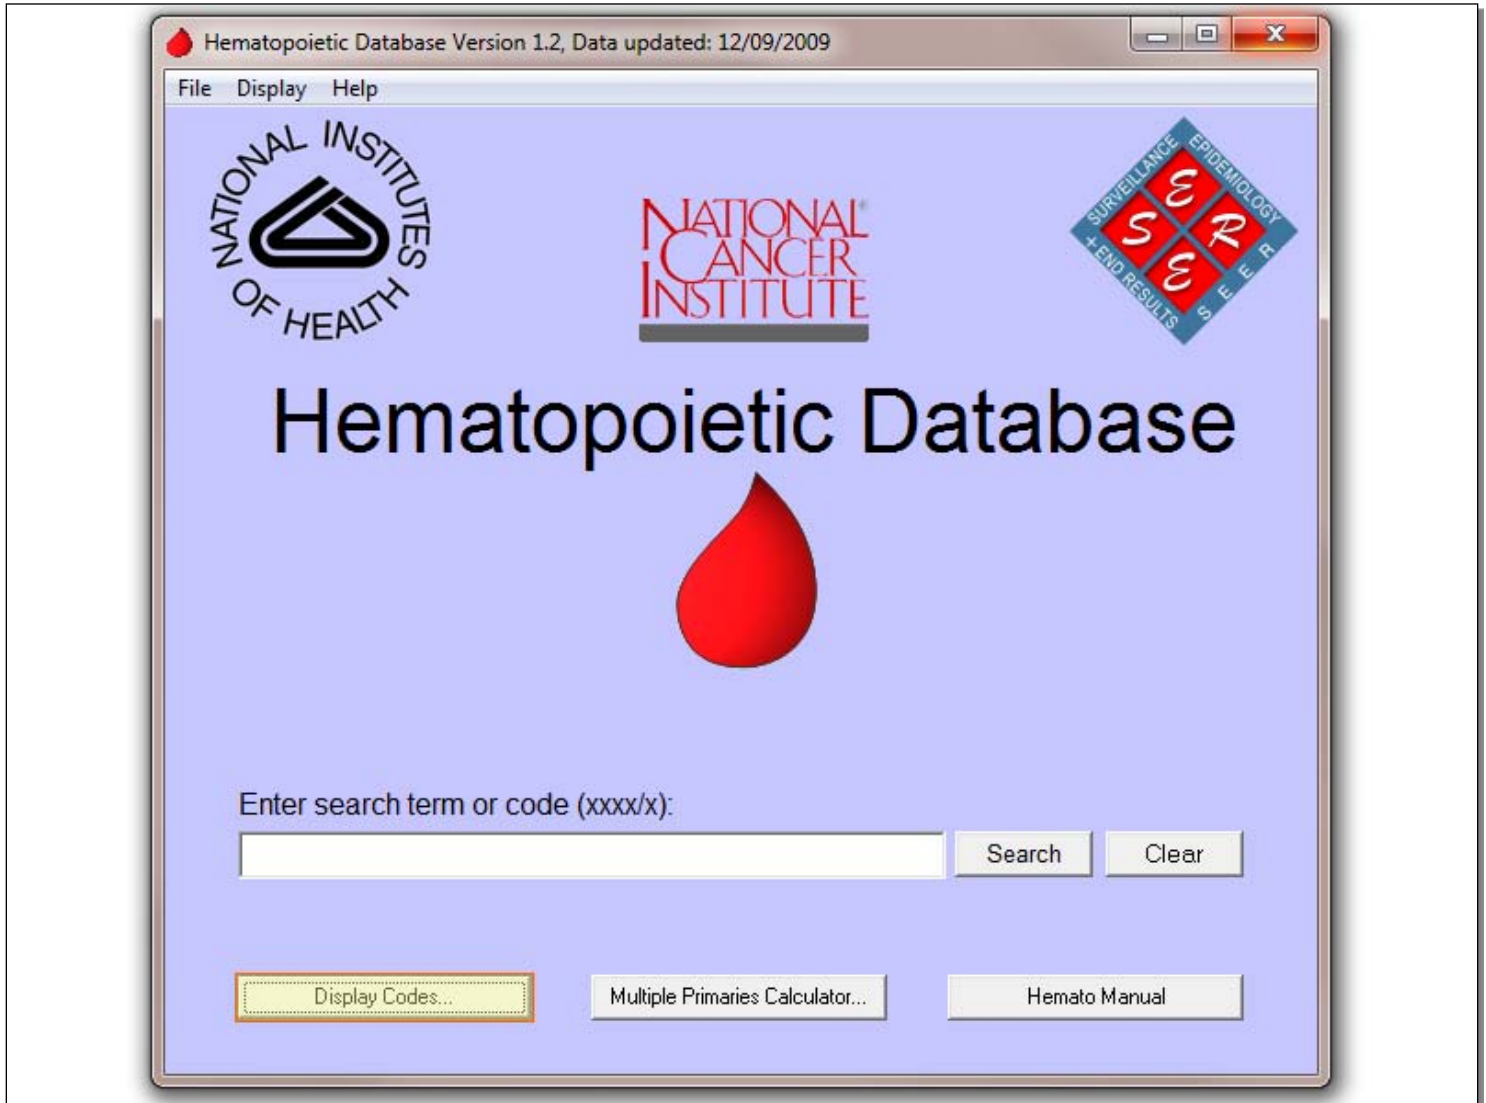 Hematopoietic Database Version 1.2, Data updated: 12/09/2009
File Display Help
NATIONAL INSTITUTES OF HEALTH
NATIONAL
CANCER
INSTITUTE
SURVEILLANCE
EPIDEMIOLOGY
+END RESULTS
SEER
S E R E
Hematopoietic Database
Enter search term or code (xxxx/x):
Search Clear
Display Codes... Multiple Primaries Calculator... Hemato Manual